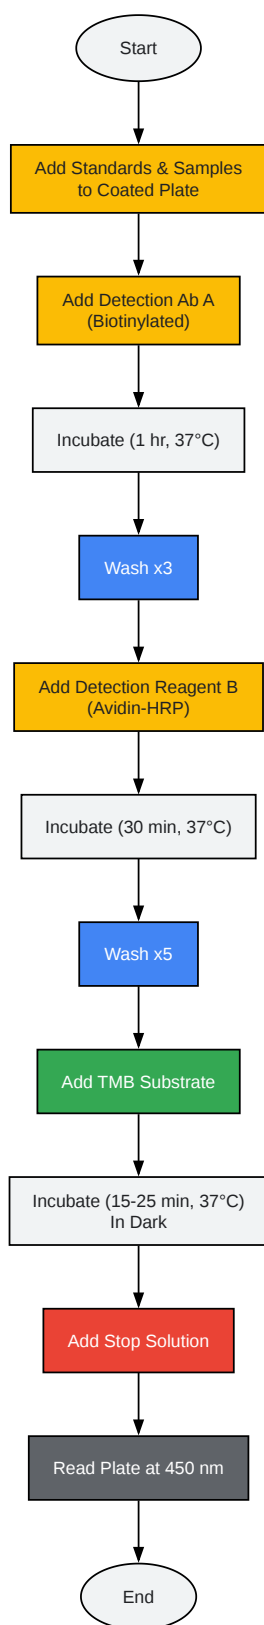 Start
Add Standards & Samples
to Coated Plate
Add Detection Ab A
(Biotinylated)
Incubate (1 hr, 37°C)
Wash x3
Add Detection Reagent B
(Avidin-HRP)
Incubate (30 min, 37°C)
Wash x5
Add TMB Substrate
Incubate (15-25 min, 37°C)
In Dark
Add Stop Solution
Read Plate at 450 nm
End